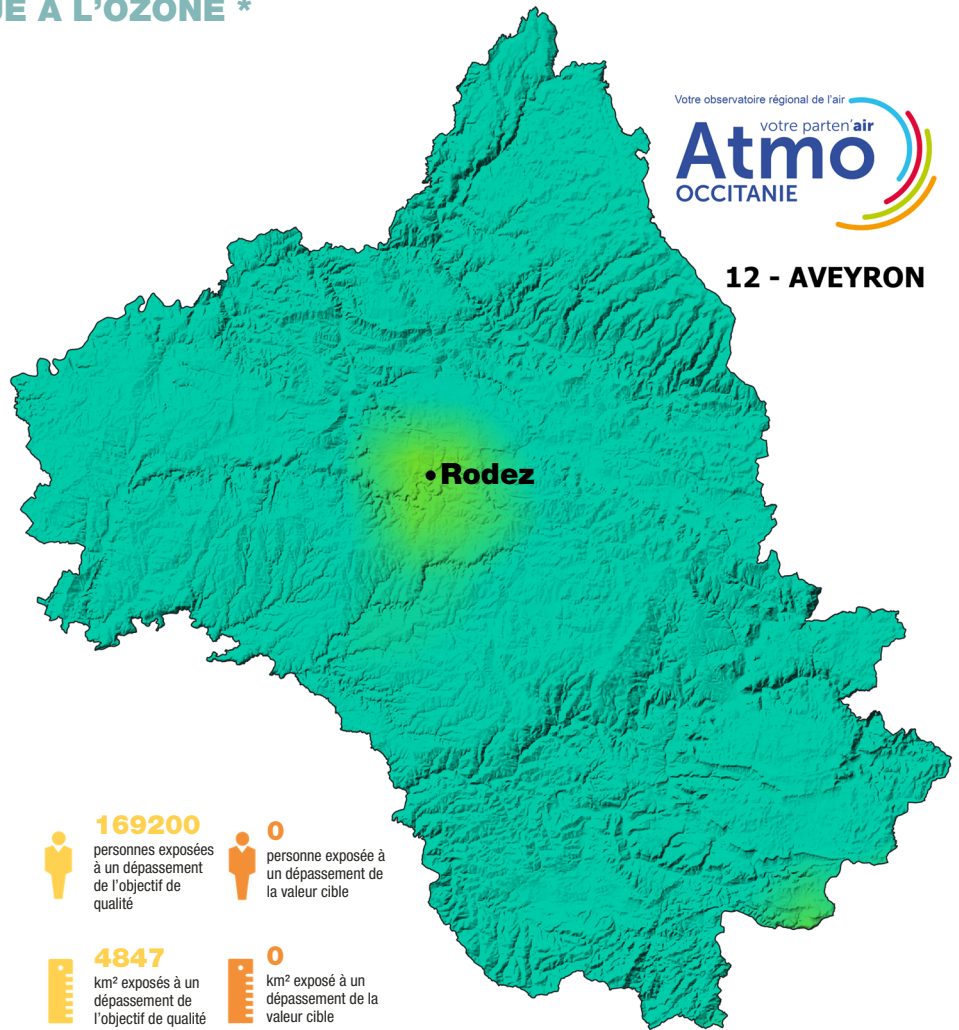 UE À L'OZONE *
Votre observatoire régional de l'air
votre parten'air
Atmo
OCCITANIE
12 - AVEYRON
Rodez
169200
personnes exposées
à un dépassement
de l'objectif de
qualité
0
personne exposée à
un dépassement de
la valeur cible
4847
km² exposés à un
dépassement de
l'objectif de qualité
0
km² exposé à un
dépassement de la
valeur cible